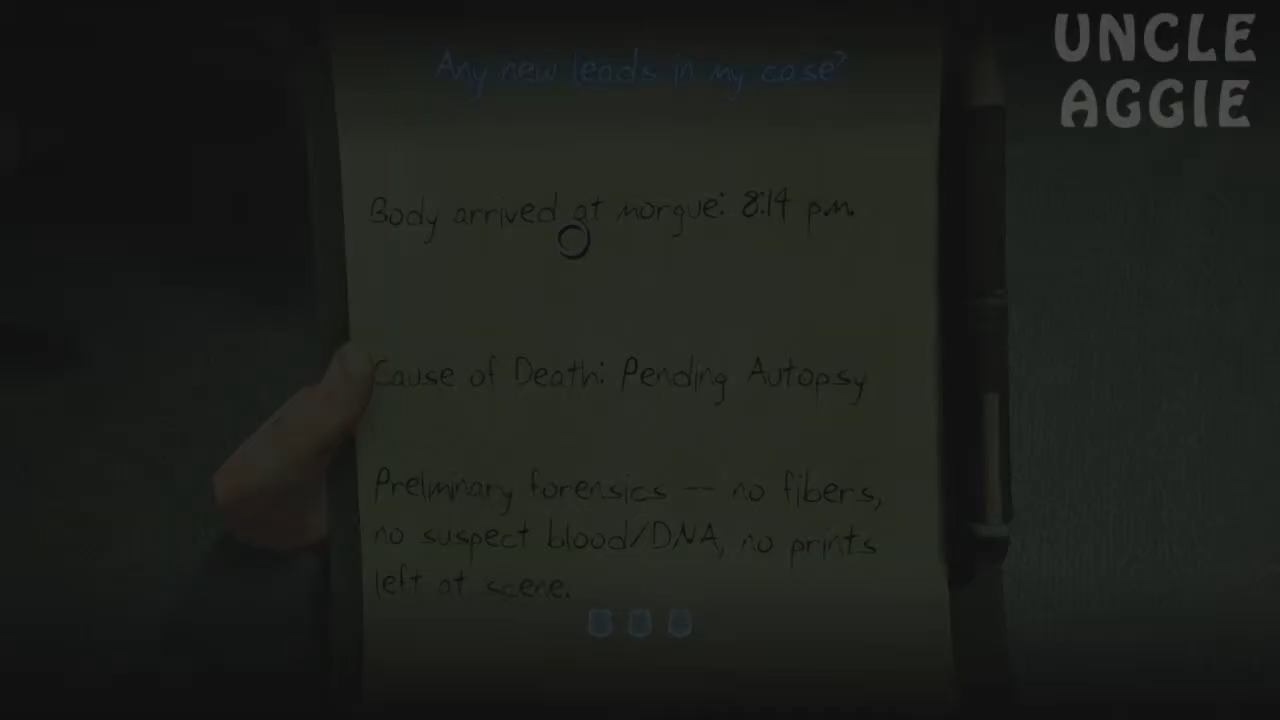 UNCLE
AGGIE
Any new leads in my case?
Body arrived at morgue: 8:14 p.m.
Cause of Death: Pending Autopsy
Prelminary forensics -- no fibers,
no suspect blood/DNA, no prints
left at scene.